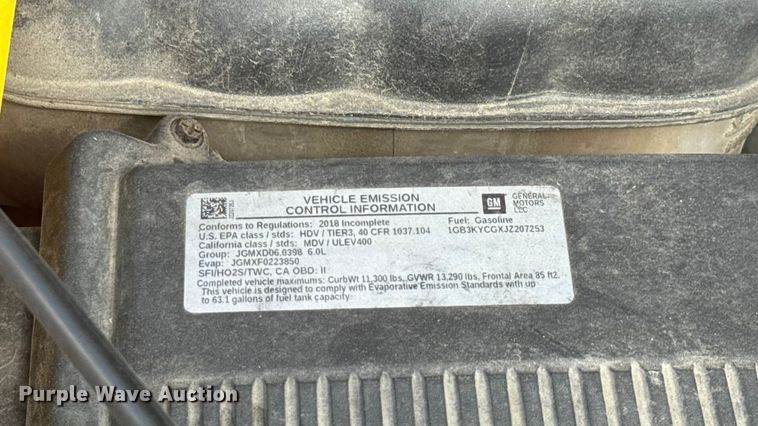 VEHICLE EMISSION
CONTROL INFORMATION
GM
GENERAL
MOTORS
LLC
Conforms to Regulations: 2018 Incomplete
Fuel: Gasoline
U.S. EPA class / stds: HDV / TIER3, 40 CFR 1037.104
1GB3KYCGXJZ207253
California class / stds: MDV / ULEV400
Group: JGMXD06.0398 6.0L
Evap: JGMXF0223850
SFI/HO2S/TWC, CA OBD: II
Completed vehicle maximums: CurbWt 11,300 lbs. GVWR 13,290 lbs. Frontal Area 85 ft2.
This vehicle is designed to comply with Evaporative Emission Standards with up
to 63.1 gallons of fuel tank capacity.
Purple Wave Auction